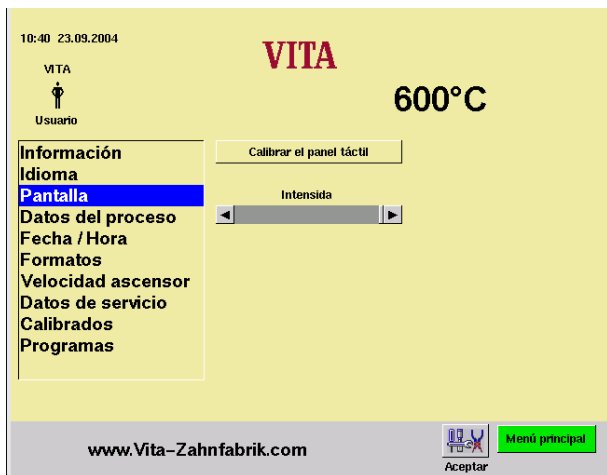 10:40 23.09.2004
VITA
VITA
600°C
Usuario
Información
Idioma
Pantalla
Datos del proceso
Fecha / Hora
Formatos
Velocidad ascensor
Datos de servicio
Calibrados
Programas
Calibrar el panel táctil
Intensida
www.Vita-Zahnfabrik.com
Aceptar
Menú principal